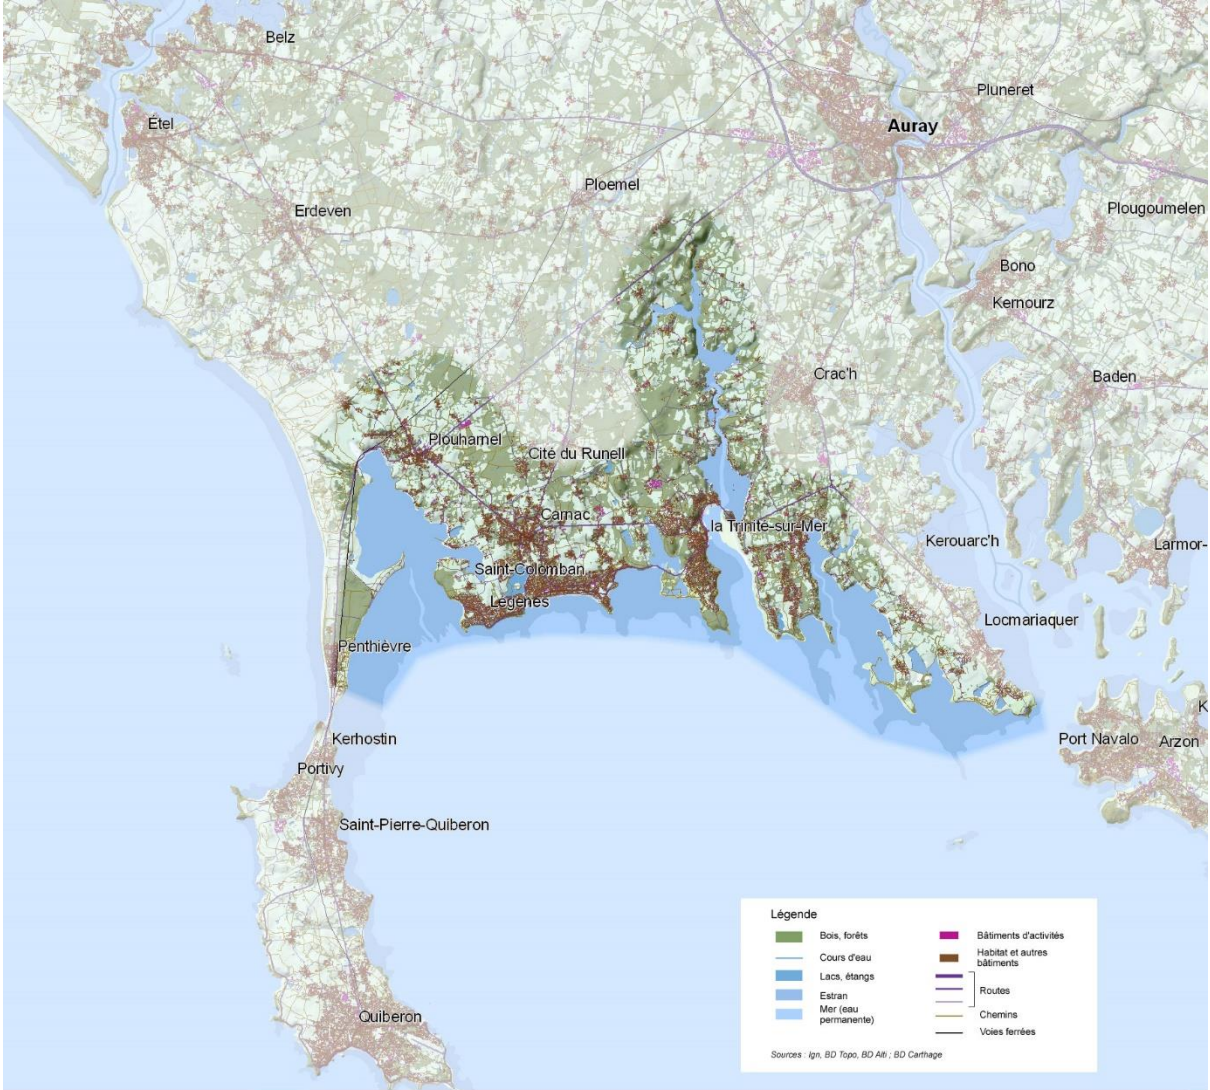 Belz
Pluneret
Étel
Auray
Ploemel
Erdeven
Plougoumelen
Bono
Kernourz
Crac'h
Baden
Plouharnel
Cité du Runell
Carnac
la Trinité-sur-Mer
Kerouarc'h
Larmor-
Saint-Colomban
Légenès
Locmariaquer
Penthièvre
K
Kerhostin
Port Navalo
Arzon
Portivy
Saint-Pierre-Quiberon
Quiberon
Légende
Bois, forêts
Cours d'eau
Lacs, étangs
Estran
Mer (eau
permanente)
Bâtiments d'activités
Habitat et autres
bâtiments
Routes
Chemins
Voies ferrées
Sources : Ign, BD Topo, BD Alti ; BD Carthage